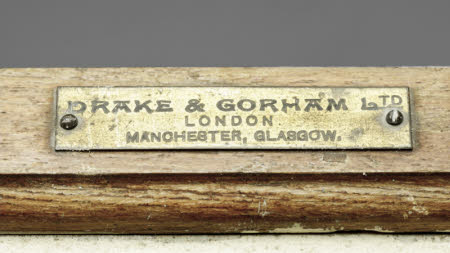 DRAKE & GORHAM LTD
LONDON
MANCHESTER, GLASGOW.